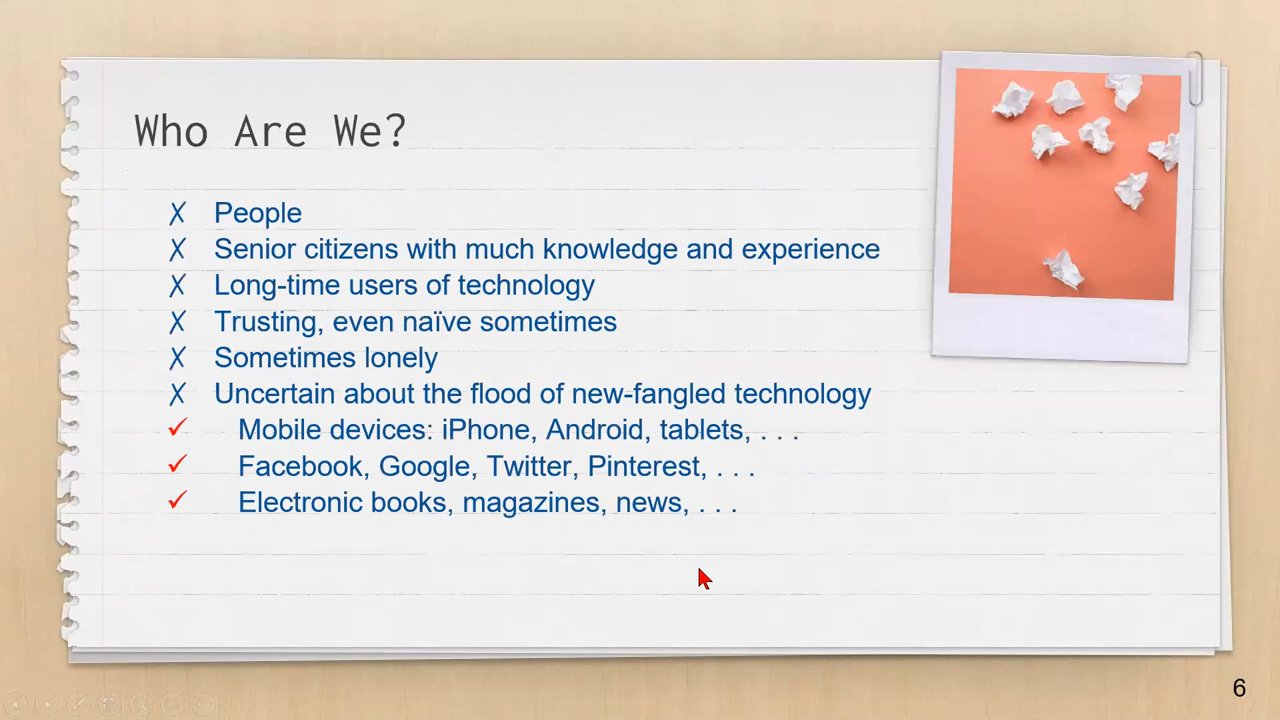 Who Are We?
✗ People
✗ Senior citizens with much knowledge and experience
✗ Long-time users of technology
✗ Trusting, even naïve sometimes
✗ Sometimes lonely
✗ Uncertain about the flood of new-fangled technology
✓ Mobile devices: iPhone, Android, tablets, . . .
✓ Facebook, Google, Twitter, Pinterest, . . .
✓ Electronic books, magazines, news, . . .
6